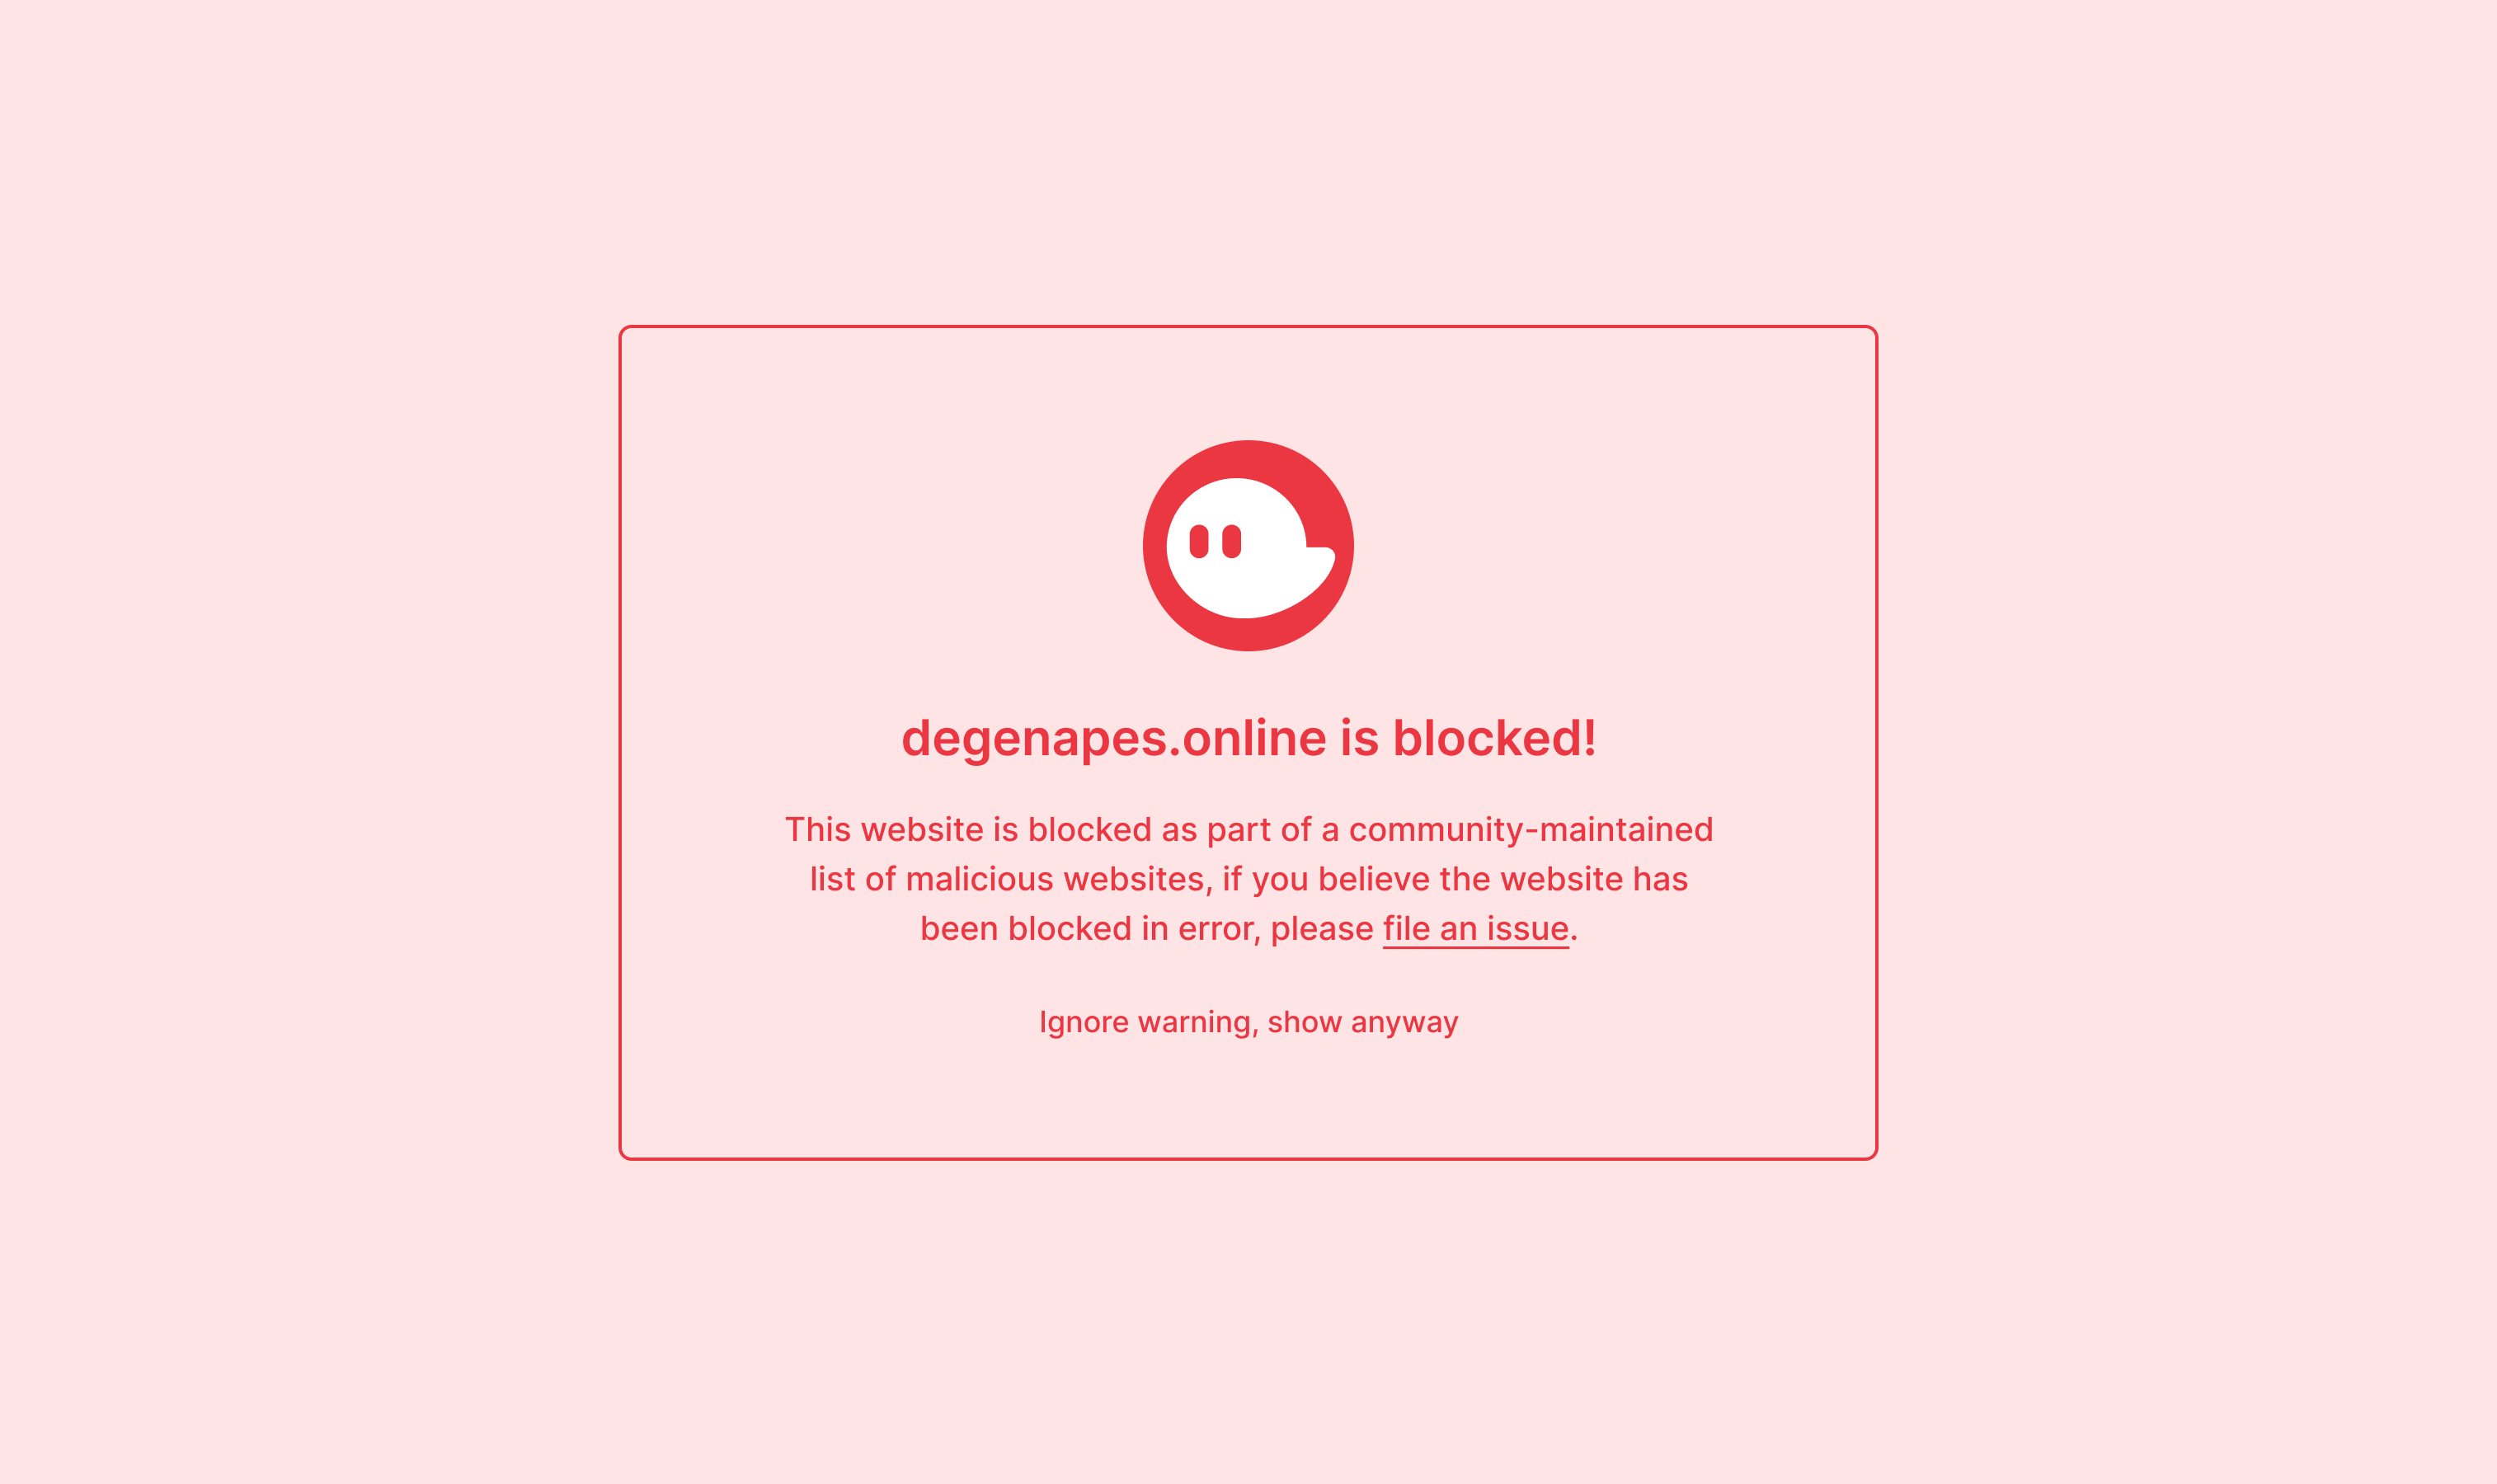 degenapes.online is blocked!
This website is blocked as part of a community-maintained
list of malicious websites, if you believe the website has
been blocked in error, please file an issue.
Ignore warning, show anyway